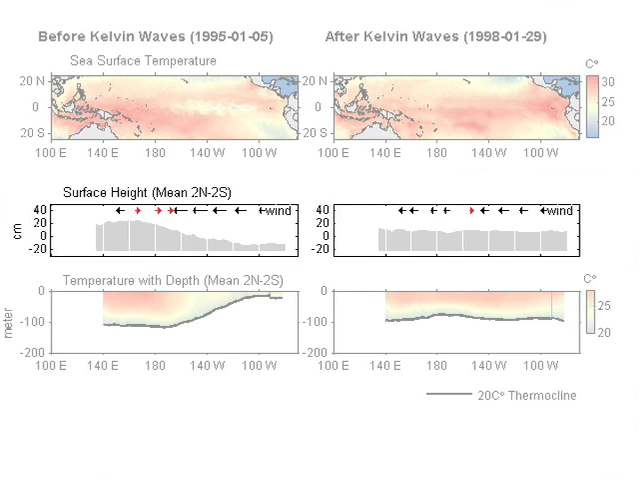 Before Kelvin Waves (1995-01-05)
After Kelvin Waves (1998-01-29)
Sea Surface Temperature
C°
20 N
0
20 S
20 N
0
20 S
30
25
20
100 E 140 E 180 E 140 W 100 W
100 E 140 E 180 E 140 W 100 W
Surface Height (Mean 2N-2S)
cm
40
20
0
-20
wind
40
20
0
-20
wind
Temperature with Depth (Mean 2N-2S)
C°
meter
0
-100
-200
0
-100
-200
25
20
100 E 140 E 180 E 140 W 100 W
100 E 140 E 180 E 140 W 100 W
20C° Thermocline